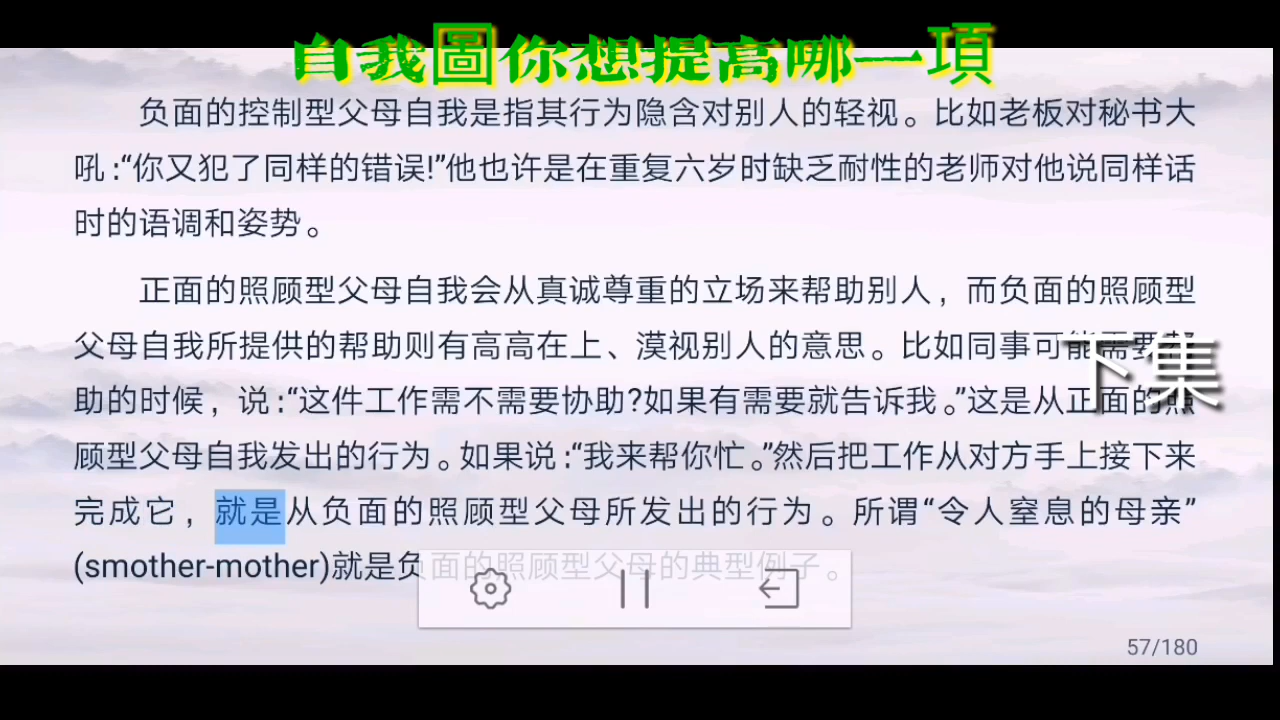 自我圖你想提高哪一項
负面的控制型父母自我是指其行为隐含对别人的轻视。比如老板对秘书大
吼:“你又犯了同样的错误!”他也许是在重复六岁时缺乏耐性的老师对他说同样话
时的语调和姿势。
正面的照顾型父母自我会从真诚尊重的立场来帮助别人，而负面的照顾型
父母自我所提供的帮助则有高高在上、漠视别人的意思。比如同事可能需要帮
下集
助的时候，说:“这件工作需不需要协助?如果有需要就告诉我。”这是从正面的照
顾型父母自我发出的行为。如果说:“我来帮你忙。”然后把工作从对方手上接下来
完成它，就是从负面的照顾型父母所发出的行为。所谓“令人窒息的母亲”
(smother-mother)就是负面的照顾型父母的典型例子。
57/180